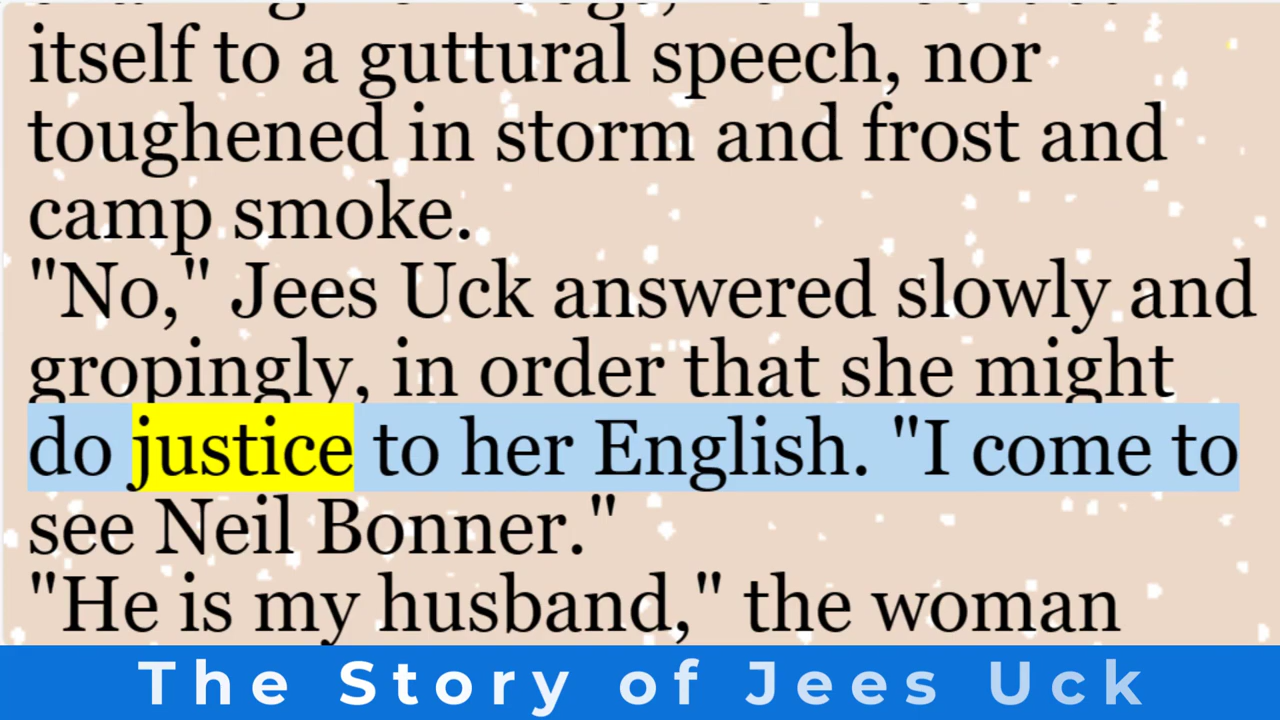 itself to a guttural speech, nor
toughened in storm and frost and
camp smoke.
"No," Jees Uck answered slowly and
gropingly, in order that she might
do justice to her English. "I come to
see Neil Bonner."
"He is my husband," the woman
The Story of Jees Uck